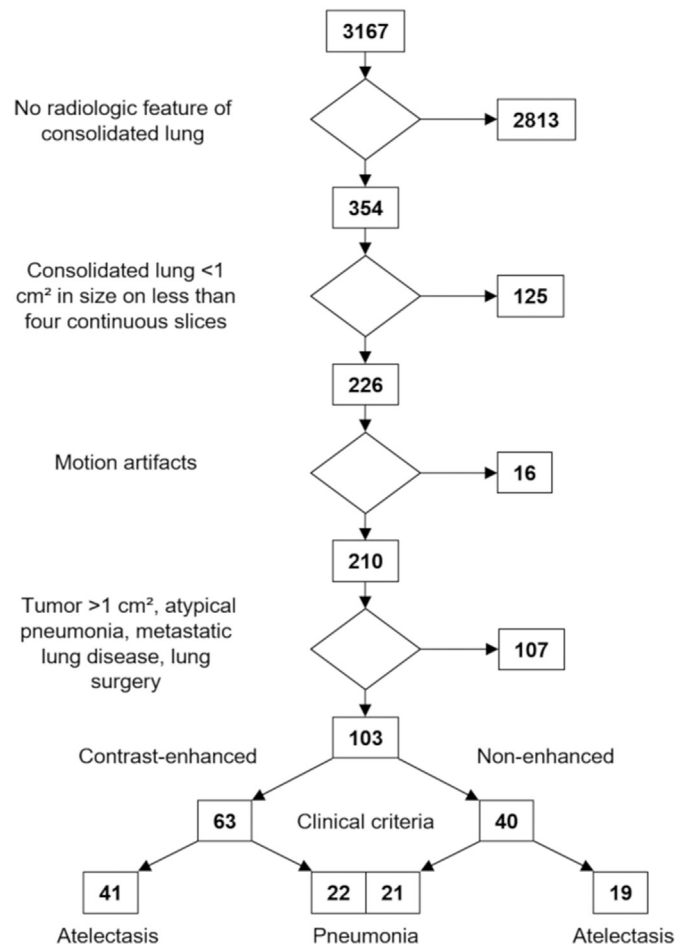 3167
No radiologic feature of
consolidated lung
2813
354
Consolidated lung <1
cm² in size on less than
four continuous slices
125
226
Motion artifacts
16
210
Tumor >1 cm², atypical
pneumonia, metastatic
lung disease, lung
surgery
107
103
Contrast-enhanced
Non-enhanced
63
Clinical criteria
40
41
22
21
19
Atelectasis
Pneumonia
Atelectasis